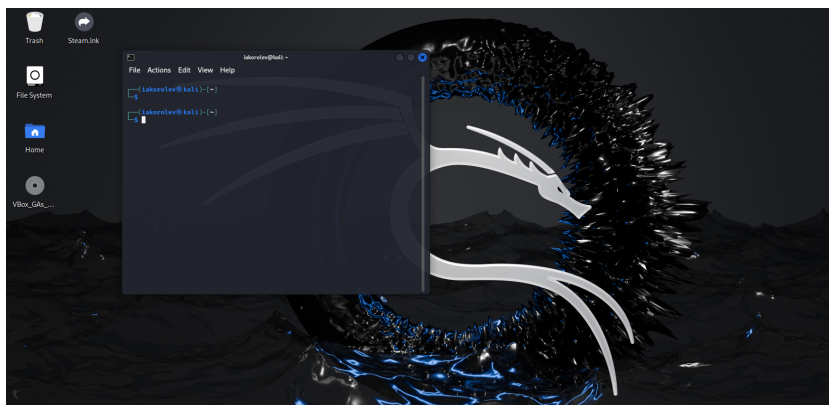 Trash
Steam.lnk
File System
Home
VBox_GAs_...
iakorolev@kali: ~
File Actions Edit View Help
┌──(iakorolev㉿kali)-[~]
└─$
┌──(iakorolev㉿kali)-[~]
└─$